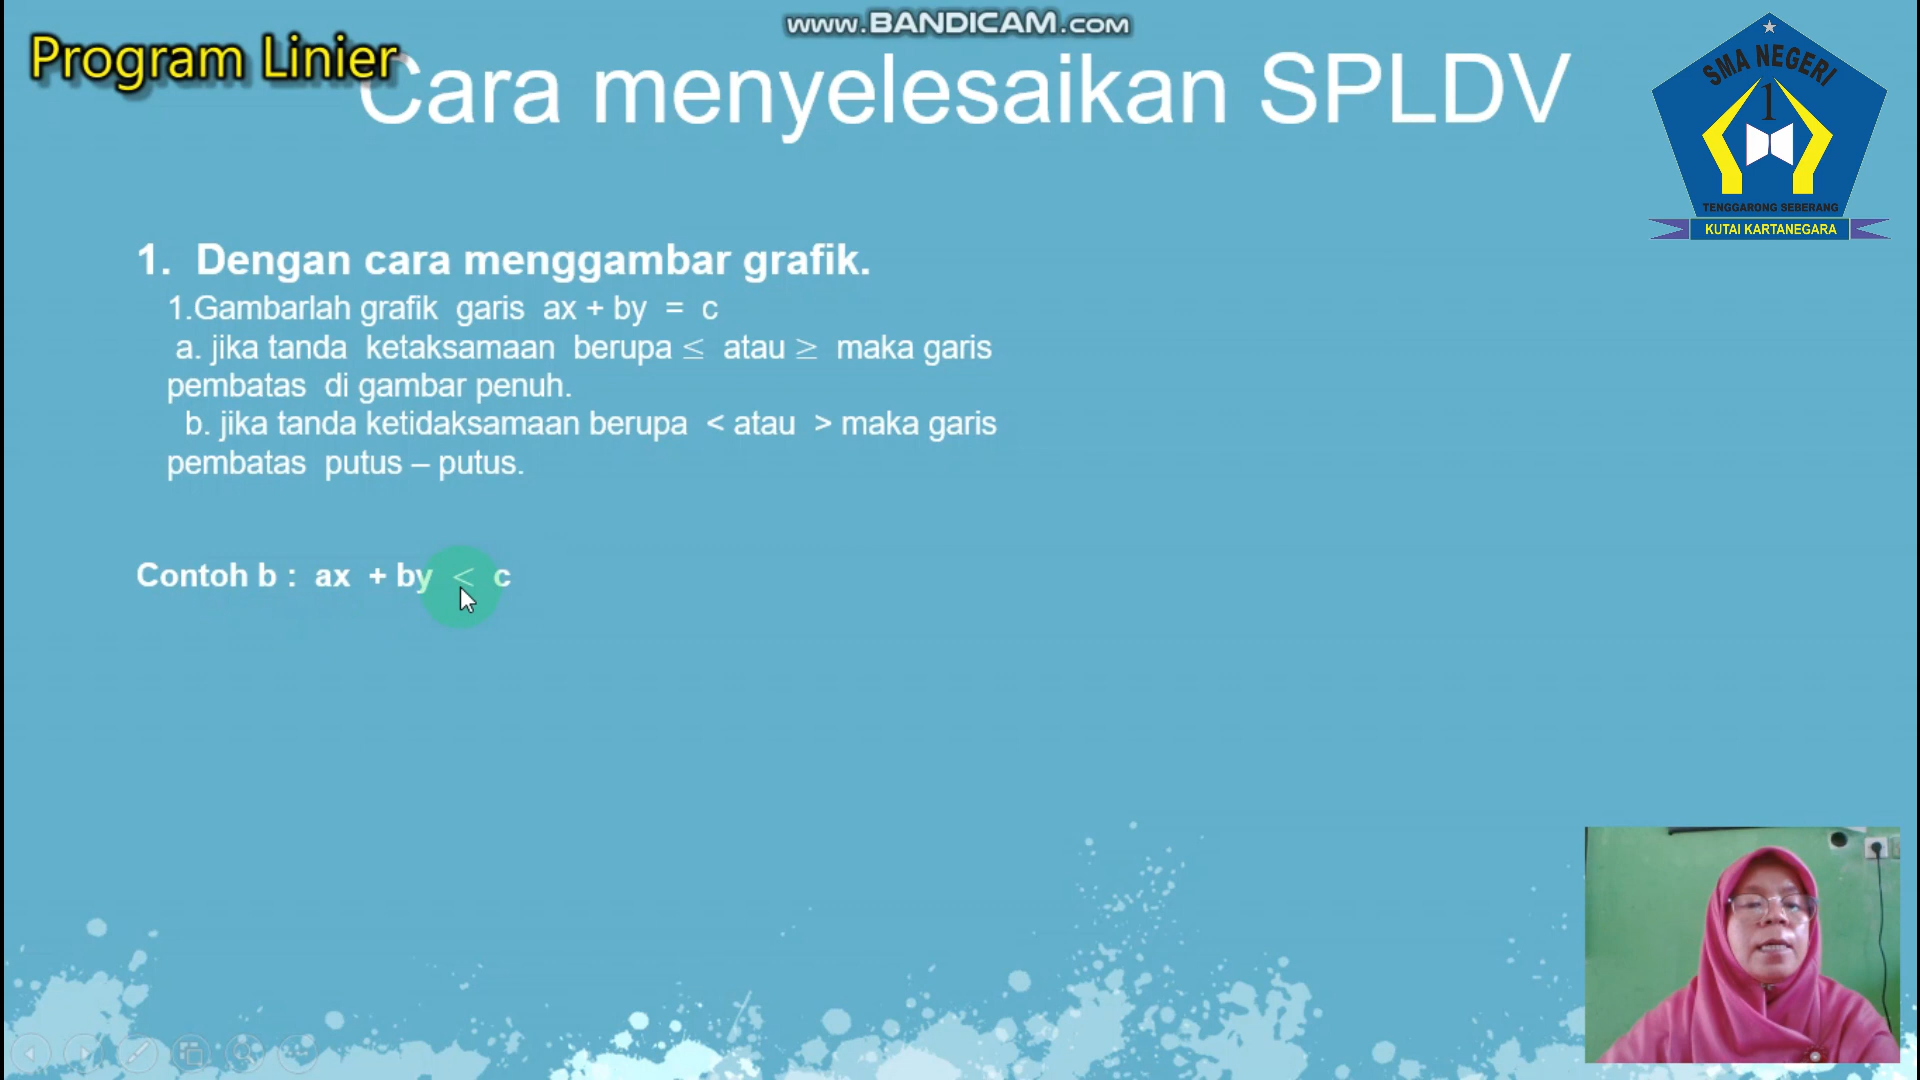 www.BANDICAM.com
Program Linier
Cara menyelesaikan SPLDV
SMA NEGERI
1
TENGGARONG SEBERANG
KUTAI KARTANEGARA
1. Dengan cara menggambar grafik.
1.Gambarlah grafik garis ax + by = c
a. jika tanda ketaksamaan berupa ≤ atau ≥ maka garis
pembatas di gambar penuh.
b. jika tanda ketidaksamaan berupa < atau > maka garis
pembatas putus – putus.
Contoh b : ax + by < c